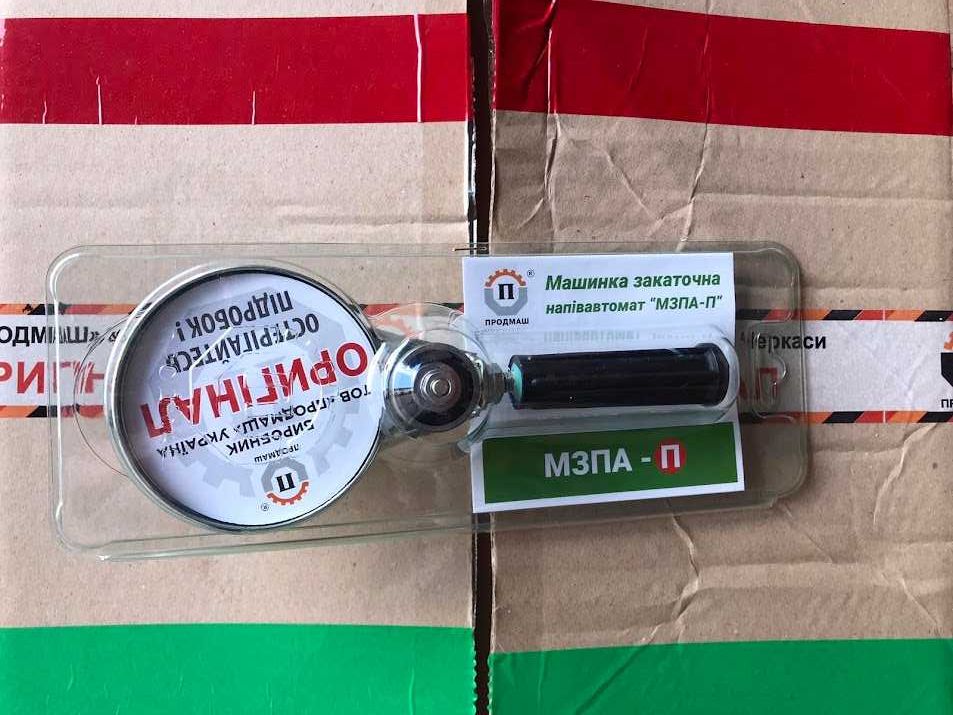 П
®
ПРОДМАШ
Машинка закаточна
напівавтомат "МЗПА-П"
МЗПА - П
®
П
ПРОДМАШ
ВИРОБНИК
ТОВ «ПРОДМАШ» УКРАЇНА
ОРИГІНАЛ
ОСТЕРІГАЙТЕСЬ
ПІДРОБОК!
Черкаси